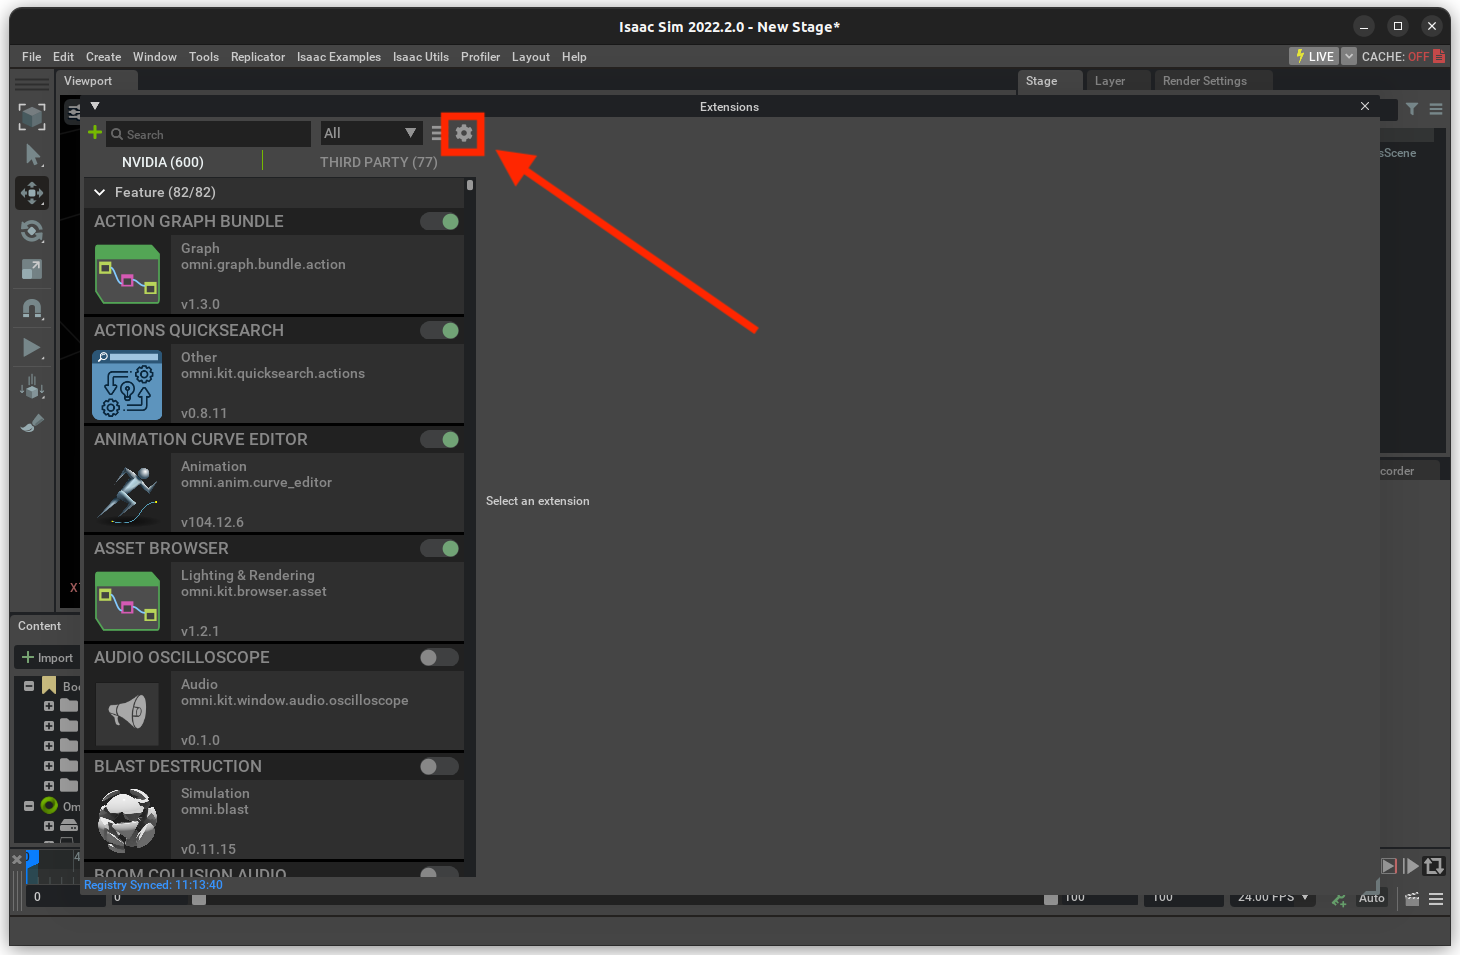 Isaac Sim 2022.2.0 - New Stage*
File Edit Create Window Tools Replicator Isaac Examples Isaac Utils Profiler Layout Help
LIVE CACHE: OFF
Viewport
Stage Layer Render Settings
Extensions
Search
All
NVIDIA (600)
THIRD PARTY (77)
sScene
Feature (82/82)
ACTION GRAPH BUNDLE
Graph
omni.graph.bundle.action
v1.3.0
ACTIONS QUICKSEARCH
Other
omni.kit.quicksearch.actions
v0.8.11
ANIMATION CURVE EDITOR
Animation
omni.anim.curve_editor
v104.12.6
corder
Select an extension
ASSET BROWSER
Lighting & Rendering
omni.kit.browser.asset
v1.2.1
AUDIO OSCILLOSCOPE
Audio
omni.kit.window.audio.oscilloscope
v0.1.0
BLAST DESTRUCTION
Simulation
omni.blast
v0.11.15
BOOM COLLISION AUDIO
Registry Synced: 11:13:40
Content
Import
Boo
Om
0
0
100
100
24.00 FPS
Auto